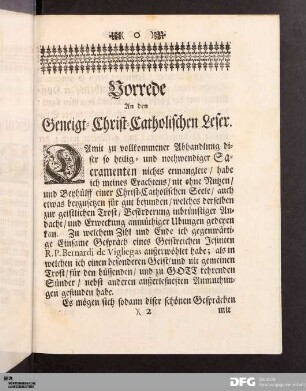 Vorrede
An den
Geneigt-Christ-Catholischen Leser.
DAmit zu vollkommener Abhandlung di-
ser so heilig- und nothwendiger Sa-
cramenten nichts ermanglete / habe
ich meines Erachtens / nit ohne Nutzen /
und Beyhülff einer Christ-Catholischen Seele / auch
etwas beyzusetzen für gut befunden / welches derselben
zur geistlichen Trost / Beförderung inbrünstiger An-
dacht / und Erweckung anmüthiger Ubungen gedeyen
kan. Zu welchem Zihl und Ende ich gegenwärti-
ge Einsame Gespräch eines Geistreichen Jesuiten
R. P. Bernardi de Vigliegas ausserwöhlet habe; als in
welchen ich einen besonderen Geist / und nit gemeinen
Trost / für den büssenden / und zu GOTT kehrenden
Sünder / nebst anderen ausserlesnisten Anmuthun-
gen gefunden habe.
Es mögen sich sodann diser schönen Gesprächen
X 2
mit
DFG